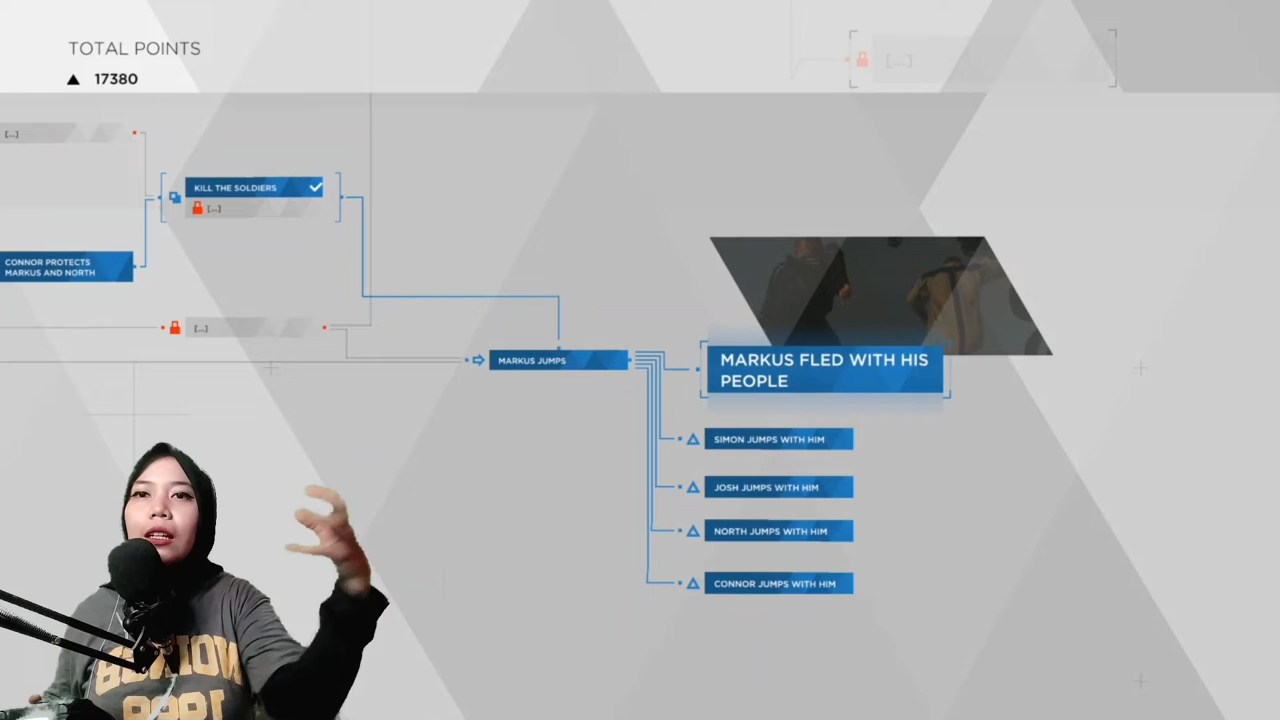 TOTAL POINTS
17380
[...]
[...]
KILL THE SOLDIERS
[...]
CONNOR PROTECTS
MARKUS AND NORTH
[...]
MARKUS JUMPS
MARKUS FLED WITH HIS
PEOPLE
SIMON JUMPS WITH HIM
JOSH JUMPS WITH HIM
NORTH JUMPS WITH HIM
CONNOR JUMPS WITH HIM